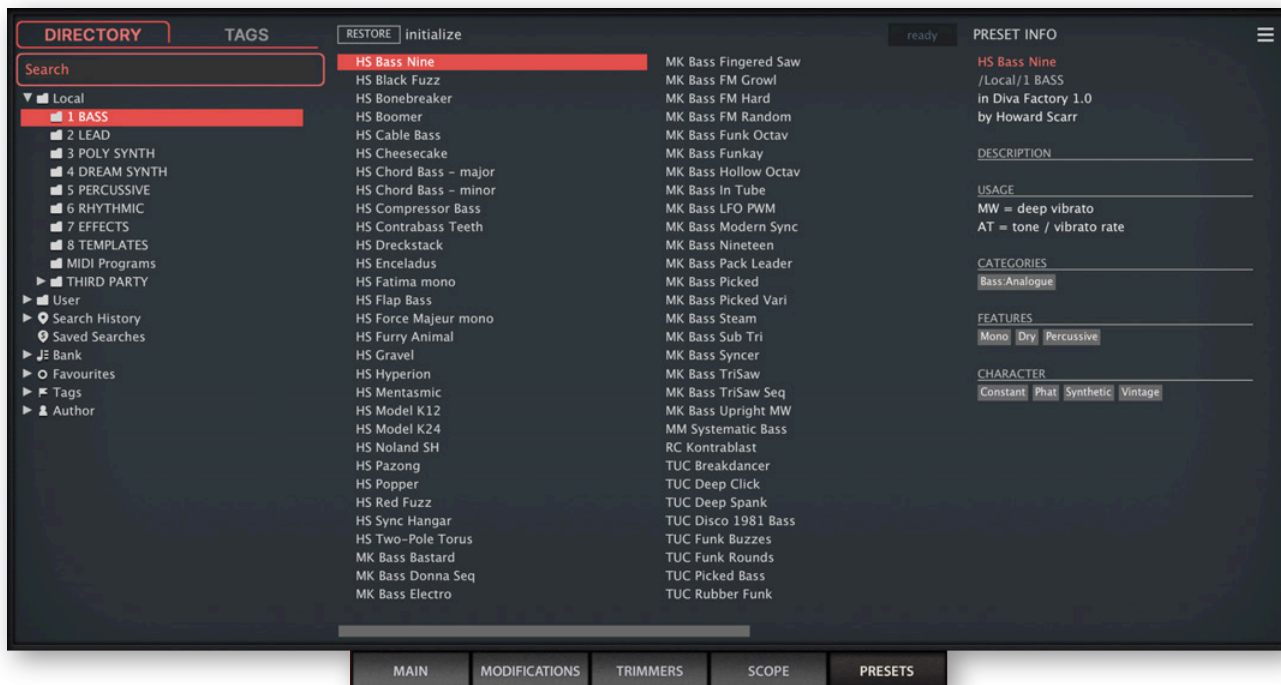 DIRECTORY
TAGS
Search
Local
1 BASS
2 LEAD
3 POLY SYNTH
4 DREAM SYNTH
5 PERCUSSIVE
6 RHYTHMIC
7 EFFECTS
8 TEMPLATES
MIDI Programs
THIRD PARTY
User
Search History
Saved Searches
Bank
Favourites
Tags
Author
RESTORE initialize
ready
HS Bass Nine
HS Black Fuzz
HS Bonebreaker
HS Boomer
HS Cable Bass
HS Cheesecake
HS Chord Bass - major
HS Chord Bass - minor
HS Compressor Bass
HS Contrabass Teeth
HS Dreckstack
HS Enceladus
HS Fatima mono
HS Flap Bass
HS Force Majeur mono
HS Furry Animal
HS Gravel
HS Hyperion
HS Mentasmic
HS Model K12
HS Model K24
HS Noland SH
HS Pazong
HS Popper
HS Red Fuzz
HS Sync Hangar
HS Two-Pole Torus
MK Bass Bastard
MK Bass Donna Seq
MK Bass Electro
MK Bass Fingered Saw
MK Bass FM Growl
MK Bass FM Hard
MK Bass FM Random
MK Bass Funk Octav
MK Bass Funkay
MK Bass Hollow Octav
MK Bass In Tube
MK Bass LFO PWM
MK Bass Modern Sync
MK Bass Nineteen
MK Bass Pack Leader
MK Bass Picked
MK Bass Picked Vari
MK Bass Steam
MK Bass Sub Tri
MK Bass Syncer
MK Bass TriSaw
MK Bass TriSaw Seq
MK Bass Upright MW
MM Systematic Bass
RC Kontrablast
TUC Breakdancer
TUC Deep Click
TUC Deep Spank
TUC Disco 1981 Bass
TUC Funk Buzzes
TUC Funk Rounds
TUC Picked Bass
TUC Rubber Funk
PRESET INFO
HS Bass Nine
/Local/1 BASS
in Diva Factory 1.0
by Howard Scarr
DESCRIPTION
USAGE
MW = deep vibrato
AT = tone / vibrato rate
CATEGORIES
Bass:Analogue
FEATURES
Mono Dry Percussive
CHARACTER
Constant Phat Synthetic Vintage
MAIN
MODIFICATIONS
TRIMMERS
SCOPE
PRESETS